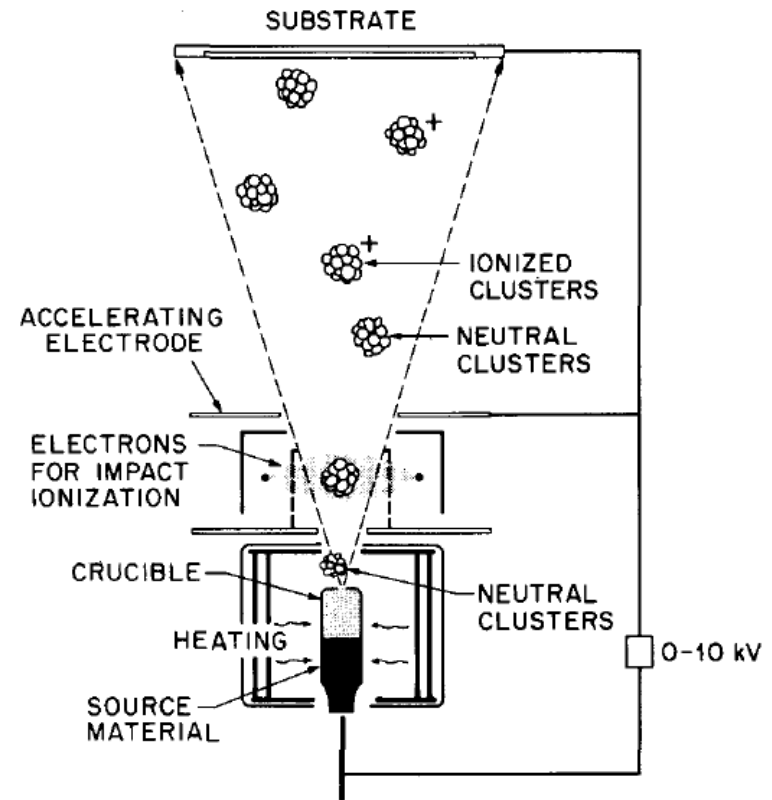 SUBSTRATE
+
+
IONIZED
CLUSTERS
ACCELERATING
ELECTRODE
NEUTRAL
CLUSTERS
ELECTRONS
FOR IMPACT
IONIZATION
CRUCIBLE
NEUTRAL
CLUSTERS
HEATING
0-10 kV
SOURCE
MATERIAL